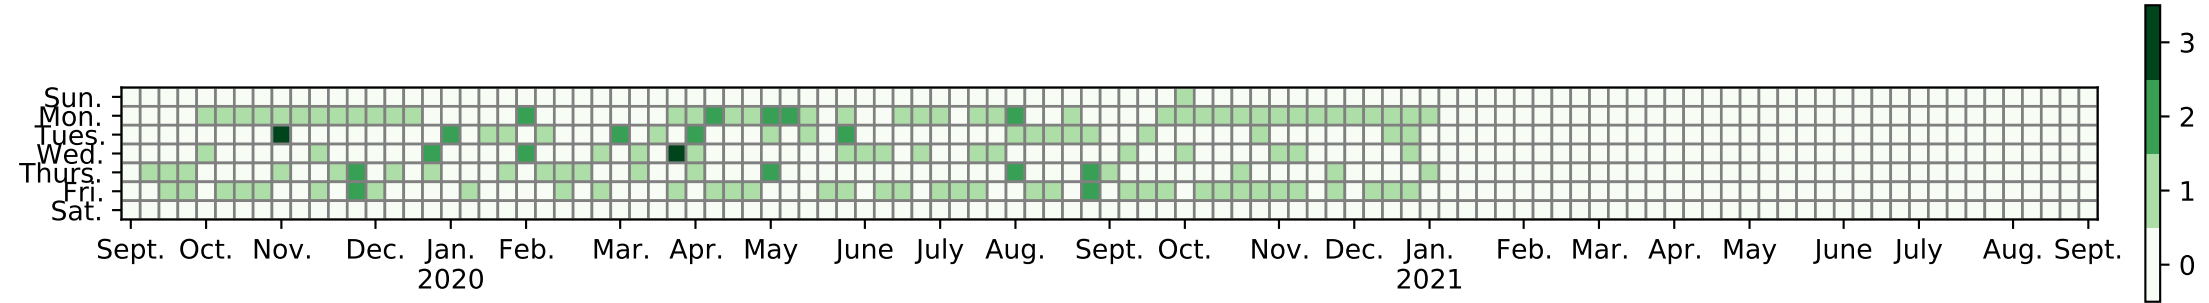 Sun.
Mon.
Tues.
Wed.
Thurs.
Fri.
Sat.
Sept. Oct. Nov. Dec. Jan. Feb. Mar. Apr. May June July Aug. Sept. Oct. Nov. Dec. Jan. Feb. Mar. Apr. May June July Aug. Sept.
2020 2021
3
2
1
0